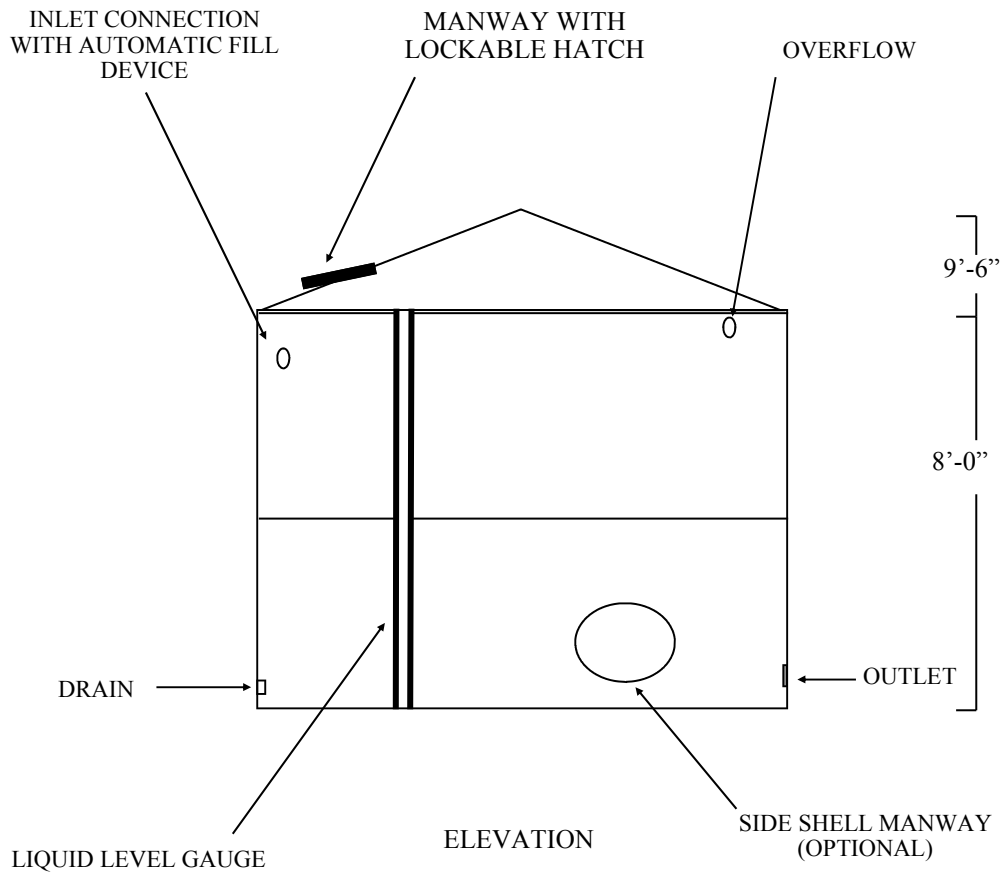 INLET CONNECTION
WITH AUTOMATIC FILL
DEVICE
MANWAY WITH
LOCKABLE HATCH
OVERFLOW
9’-6”
8’-0”
DRAIN
OUTLET
LIQUID LEVEL GAUGE
ELEVATION
SIDE SHELL MANWAY
(OPTIONAL)